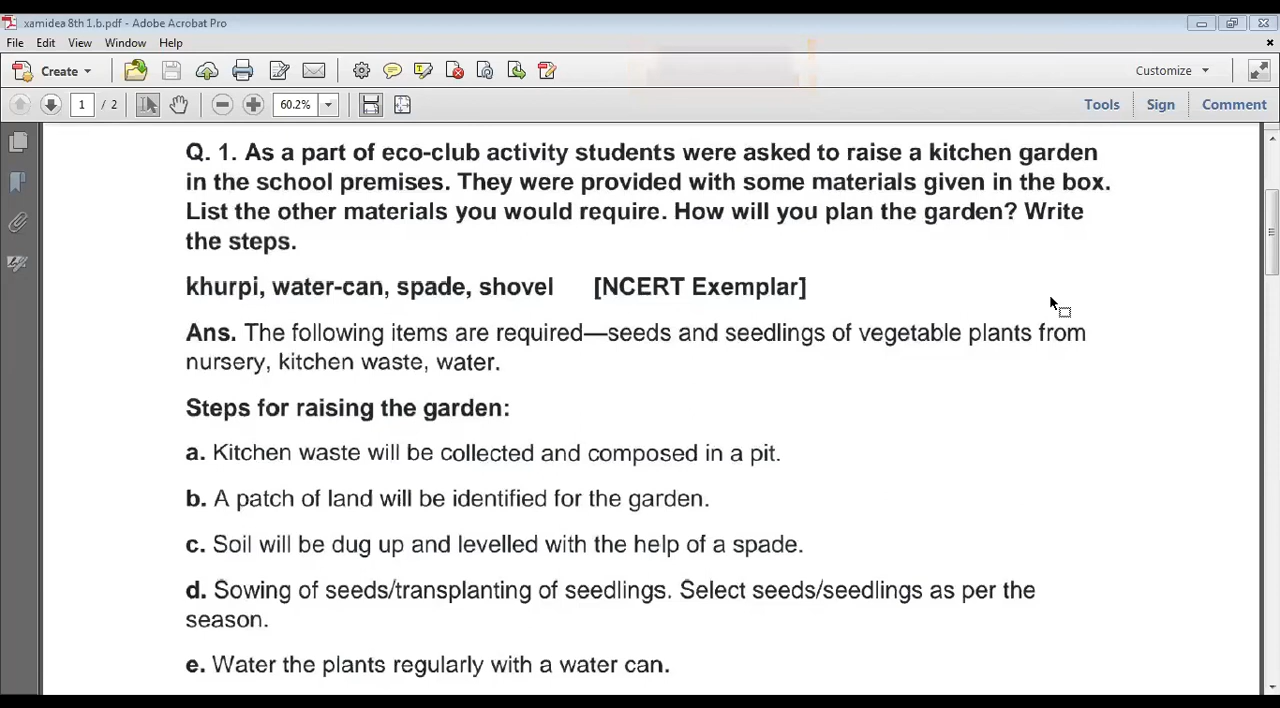 xamidea 8th 1.b.pdf - Adobe Acrobat Pro
File Edit View Window Help
Create
Customize
1 / 2 60.2%
Tools Sign Comment
Q. 1. As a part of eco-club activity students were asked to raise a kitchen garden
in the school premises. They were provided with some materials given in the box.
List the other materials you would require. How will you plan the garden? Write
the steps.
khurpi, water-can, spade, shovel [NCERT Exemplar]
Ans. The following items are required—seeds and seedlings of vegetable plants from
nursery, kitchen waste, water.
Steps for raising the garden:
a. Kitchen waste will be collected and composed in a pit.
b. A patch of land will be identified for the garden.
c. Soil will be dug up and levelled with the help of a spade.
d. Sowing of seeds/transplanting of seedlings. Select seeds/seedlings as per the
season.
e. Water the plants regularly with a water can.